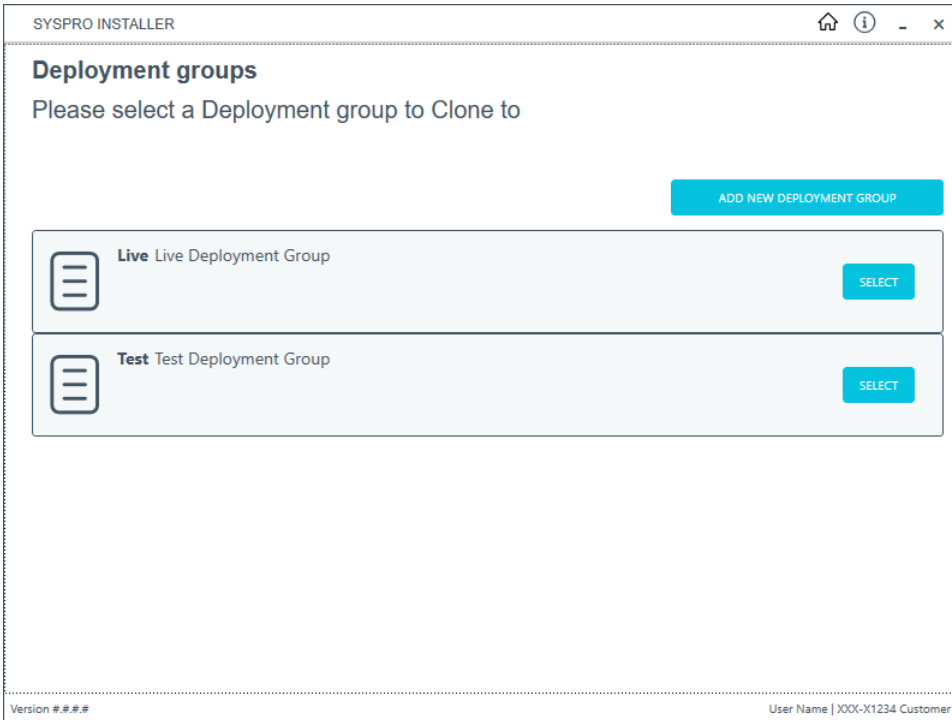 SYSPRO INSTALLER
Deployment groups
Please select a Deployment group to Clone to
ADD NEW DEPLOYMENT GROUP
Live Live Deployment Group
SELECT
Test Test Deployment Group
SELECT
Version #.#.#.# User Name | XXX-X1234 Customer